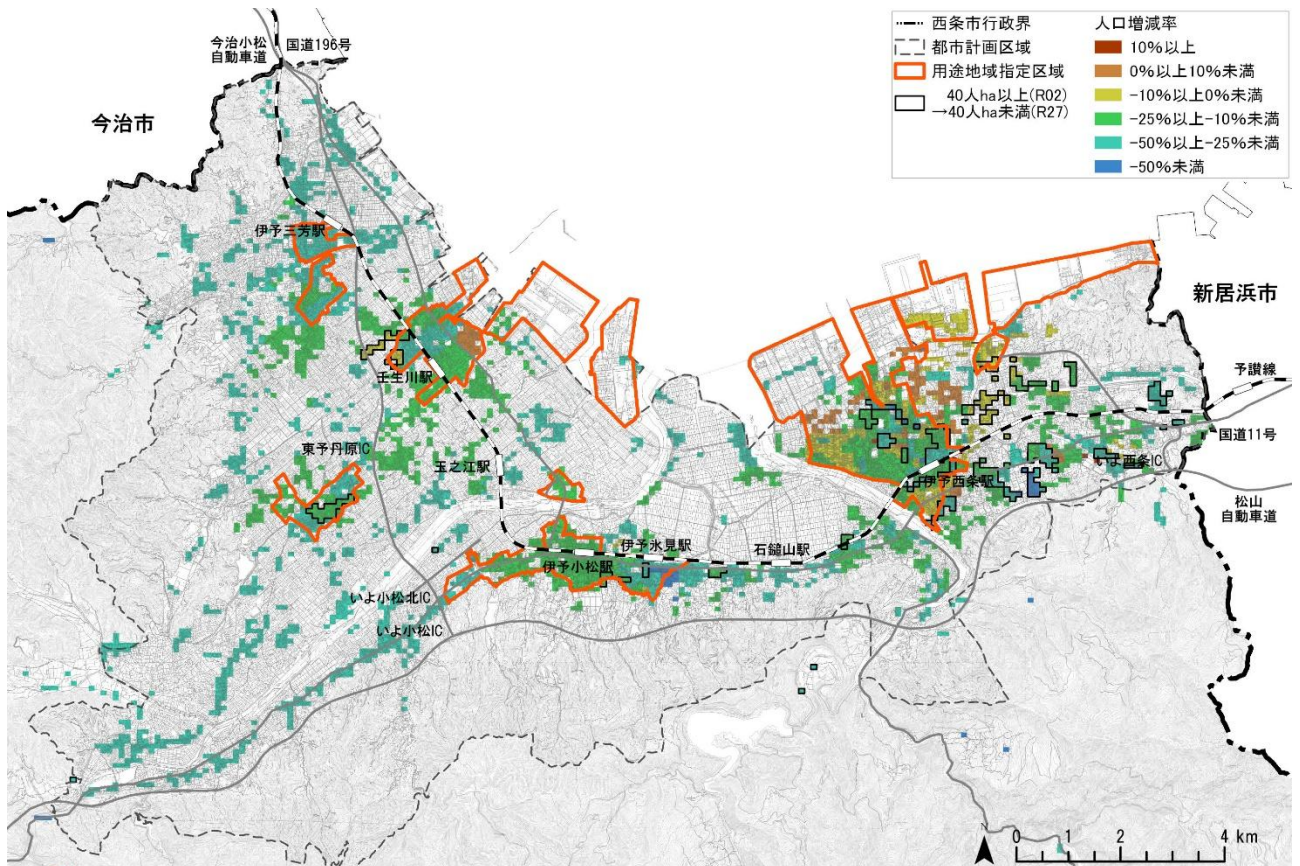 西条市行政界
都市計画区域
用途地域指定区域
40人ha以上(R02)
→40人ha未満(R27)
人口増減率
10%以上
0%以上10%未満
-10%以上0%未満
-25%以上-10%未満
-50%以上-25%未満
-50%未満
今治小松
自動車道
国道196号
今治市
新居浜市
伊予三芳駅
壬生川駅
予讃線
国道11号
東予丹原IC
玉之江駅
いよ西条IC
伊予西条駅
松山
自動車道
伊予氷見駅
石鎚山駅
伊予小松駅
いよ小松北IC
いよ小松IC
0 1 2 4 km